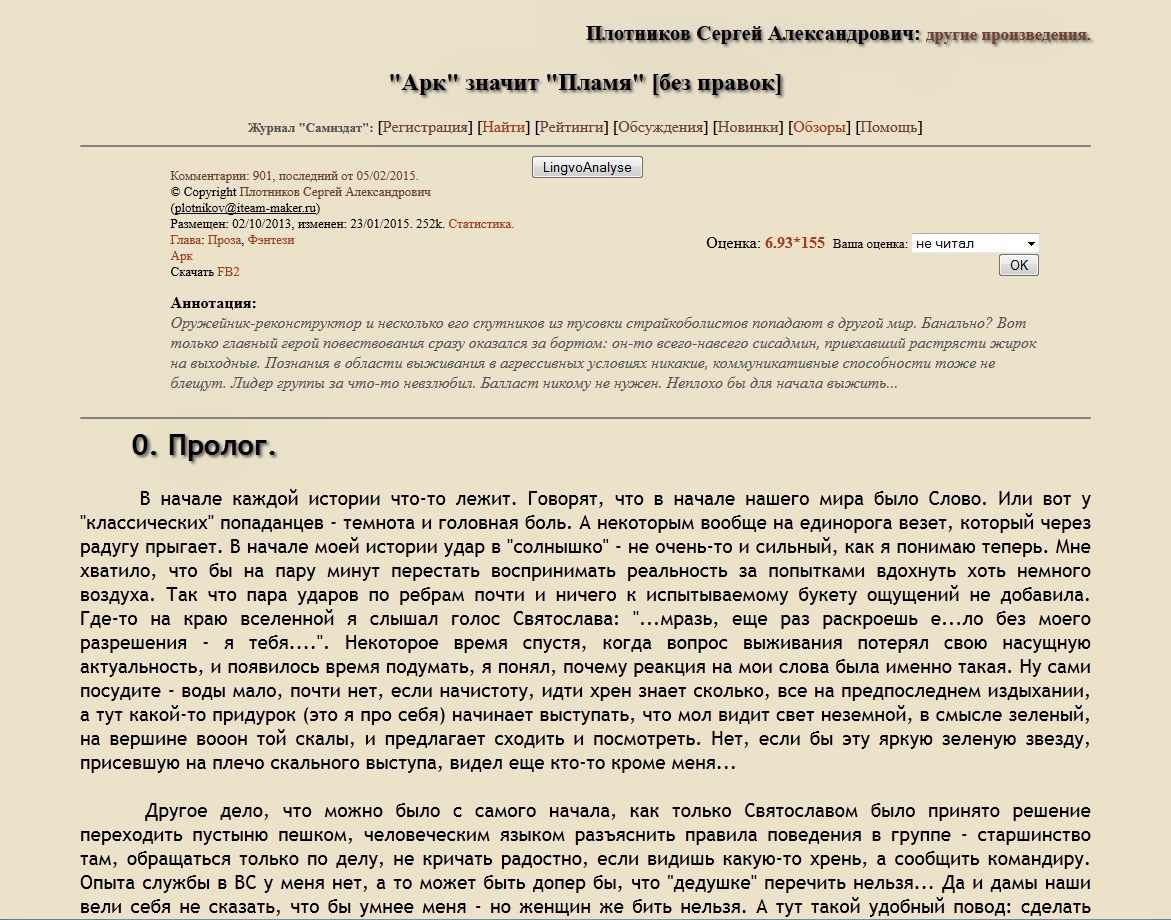 Плотников Сергей Александрович: другие произведения.
"Арк" значит "Пламя" [без правок]
Журнал "Самиздат": [Регистрация] [Найти] [Рейтинги] [Обсуждения] [Новинки] [Обзоры] [Помощь]
LingvoAnalyse
Комментарии: 901, последний от 05/02/2015.
© Copyright Плотников Сергей Александрович
(plotnikov@iteam-maker.ru)
Размещен: 02/10/2013, изменен: 23/01/2015. 252k. Статистика.
Глава: Проза, Фэнтези
Арк
Скачать FB2
Оценка: 6.93*155 Ваша оценка: не читал
OK
Аннотация:
Оружейник-реконструктор и несколько его спутников из тусовки страйкоболистов попадают в другой мир. Банально? Вот
только главный герой повествования сразу оказался за бортом: он-то всего-навсего сисадмин, приехавший растрясти жирок
на выходные. Познания в области выживания в агрессивных условиях никакие, коммуникативные способности тоже не
блещут. Лидер группы за что-то невзлюбил. Балласт никому не нужен. Неплохо бы для начала выжить...
0. Пролог.
В начале каждой истории что-то лежит. Говорят, что в начале нашего мира было Слово. Или вот у
"классических" попаданцев - темнота и головная боль. А некоторым вообще на единорога везет, который через
радугу прыгает. В начале моей истории удар в "солнышко" - не очень-то и сильный, как я понимаю теперь. Мне
хватило, что бы на пару минут перестать воспринимать реальность за попытками вдохнуть хоть немного
воздуха. Так что пара ударов по ребрам почти и ничего к испытываемому букету ощущений не добавила.
Где-то на краю вселенной я слышал голос Святослава: "...мразь, еще раз раскроешь е...ло без моего
разрешения - я тебя....". Некоторое время спустя, когда вопрос выживания потерял свою насущную
актуальность, и появилось время подумать, я понял, почему реакция на мои слова была именно такая. Ну сами
посудите - воды мало, почти нет, если начистоту, идти хрен знает сколько, все на предпоследнем издыхании,
а тут какой-то придурок (это я про себя) начинает выступать, что мол видит свет неземной, в смысле зеленый,
на вершине вооон той скалы, и предлагает сходить и посмотреть. Нет, если бы эту яркую зеленую звезду,
присевшую на плечо скального выступа, видел еще кто-то кроме меня...
Другое дело, что можно было с самого начала, как только Святославом было принято решение
переходить пустыню пешком, человеческим языком разъяснить правила поведения в группе - старшинство
там, обращаться только по делу, не кричать радостно, если видишь какую-то хрень, а сообщить командиру.
Опыта службы в ВС у меня нет, а то может быть допер бы, что "дедушке" перечить нельзя... Да и дамы наши
вели себя не сказать, что бы умнее меня - но женщин же бить нельзя. А тут такой удобный повод: сделать